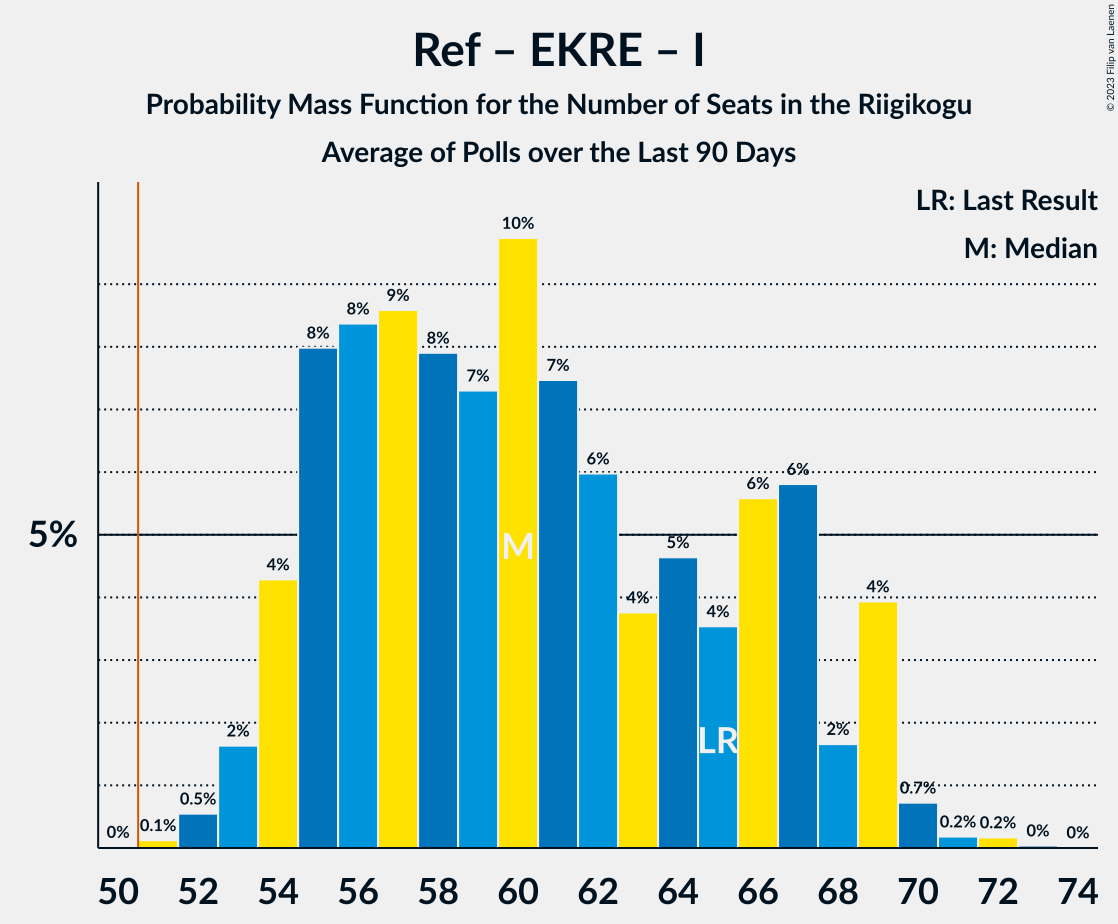 Ref – EKRE – I
Probability Mass Function for the Number of Seats in the Riigikogu
Average of Polls over the Last 90 Days
© 2023 Filip van Laenen
LR: Last Result
M: Median
5%
0%
0.1%
0.5%
2%
4%
8%
8%
9%
8%
7%
10%
7%
6%
4%
5%
4%
6%
6%
2%
4%
0.7%
0.2%
0.2%
0%
0%
M
LR
50 52 54 56 58 60 62 64 66 68 70 72 74